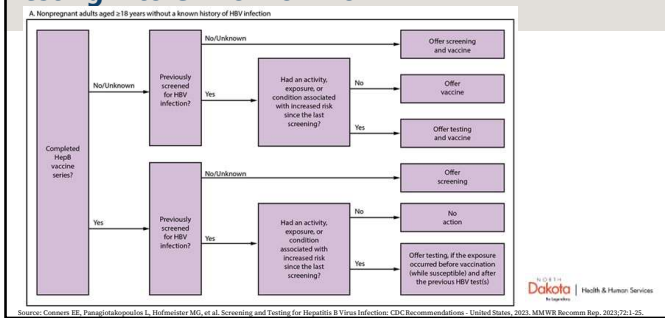 A. Nonpregnant adults aged ≥18 years without a known history of HBV infection
No/Unknown
Offer screening
and vaccine
No/Unknown
Previously
screened
for HBV
infection?
Yes
Had an activity,
exposure, or
condition associated
with increased risk
since the last
screening?
No
Offer
vaccine
Yes
Offer testing
and vaccine
Completed
HepB
vaccine
series?
No/Unknown
Offer
screening
Yes
Previously
screened
for HBV
infection?
Yes
Had an activity,
exposure, or
condition
associated with
increased risk
since the last
screening?
No
No
action
Yes
Offer testing, if the exposure
occurred before vaccination
(while susceptible) and after
the previous HBV test(s)
NORTH
Dakota | Health & Human Services
Be Legendary.
Source: Conners EE, Panagiotakopoulos L, Hofmeister MG, et al. Screening and Testing for Hepatitis B Virus Infection: CDC Recommendations - United States, 2023. MMWR Recomm Rep. 2023;72:1-25.